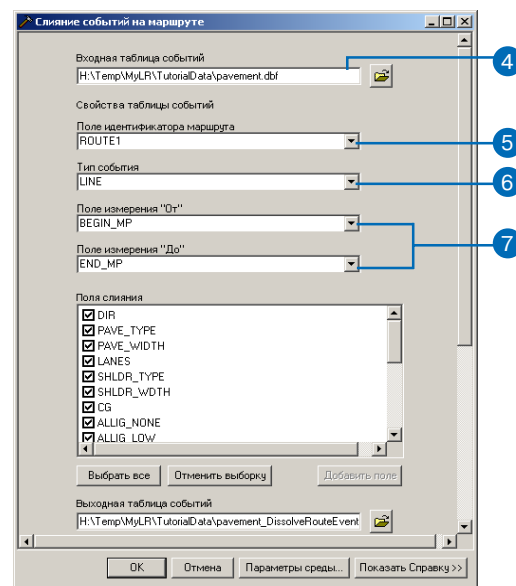 Слияние событий на маршруте
Входная таблица событий
H:\Temp\MyLR\TutorialData\pavement.dbf
4
Свойства таблицы событий
Поле идентификатора маршрута
ROUTE1
5
Тип события
LINE
6
Поле измерения "От"
BEGIN_MP
7
Поле измерения "До"
END_MP
Поля слияния
DIR
PAVE_TYPE
PAVE_WIDTH
LANES
SHLDR_TYPE
SHLDR_WDTH
CG
ALLIG_NONE
ALLIG_LOW
Выбрать все Отменить выборку Добавить поле
Выходная таблица событий
H:\Temp\MyLR\TutorialData\pavement_DissolveRouteEvent
OK Отмена Параметры среды... Показать Справку >>